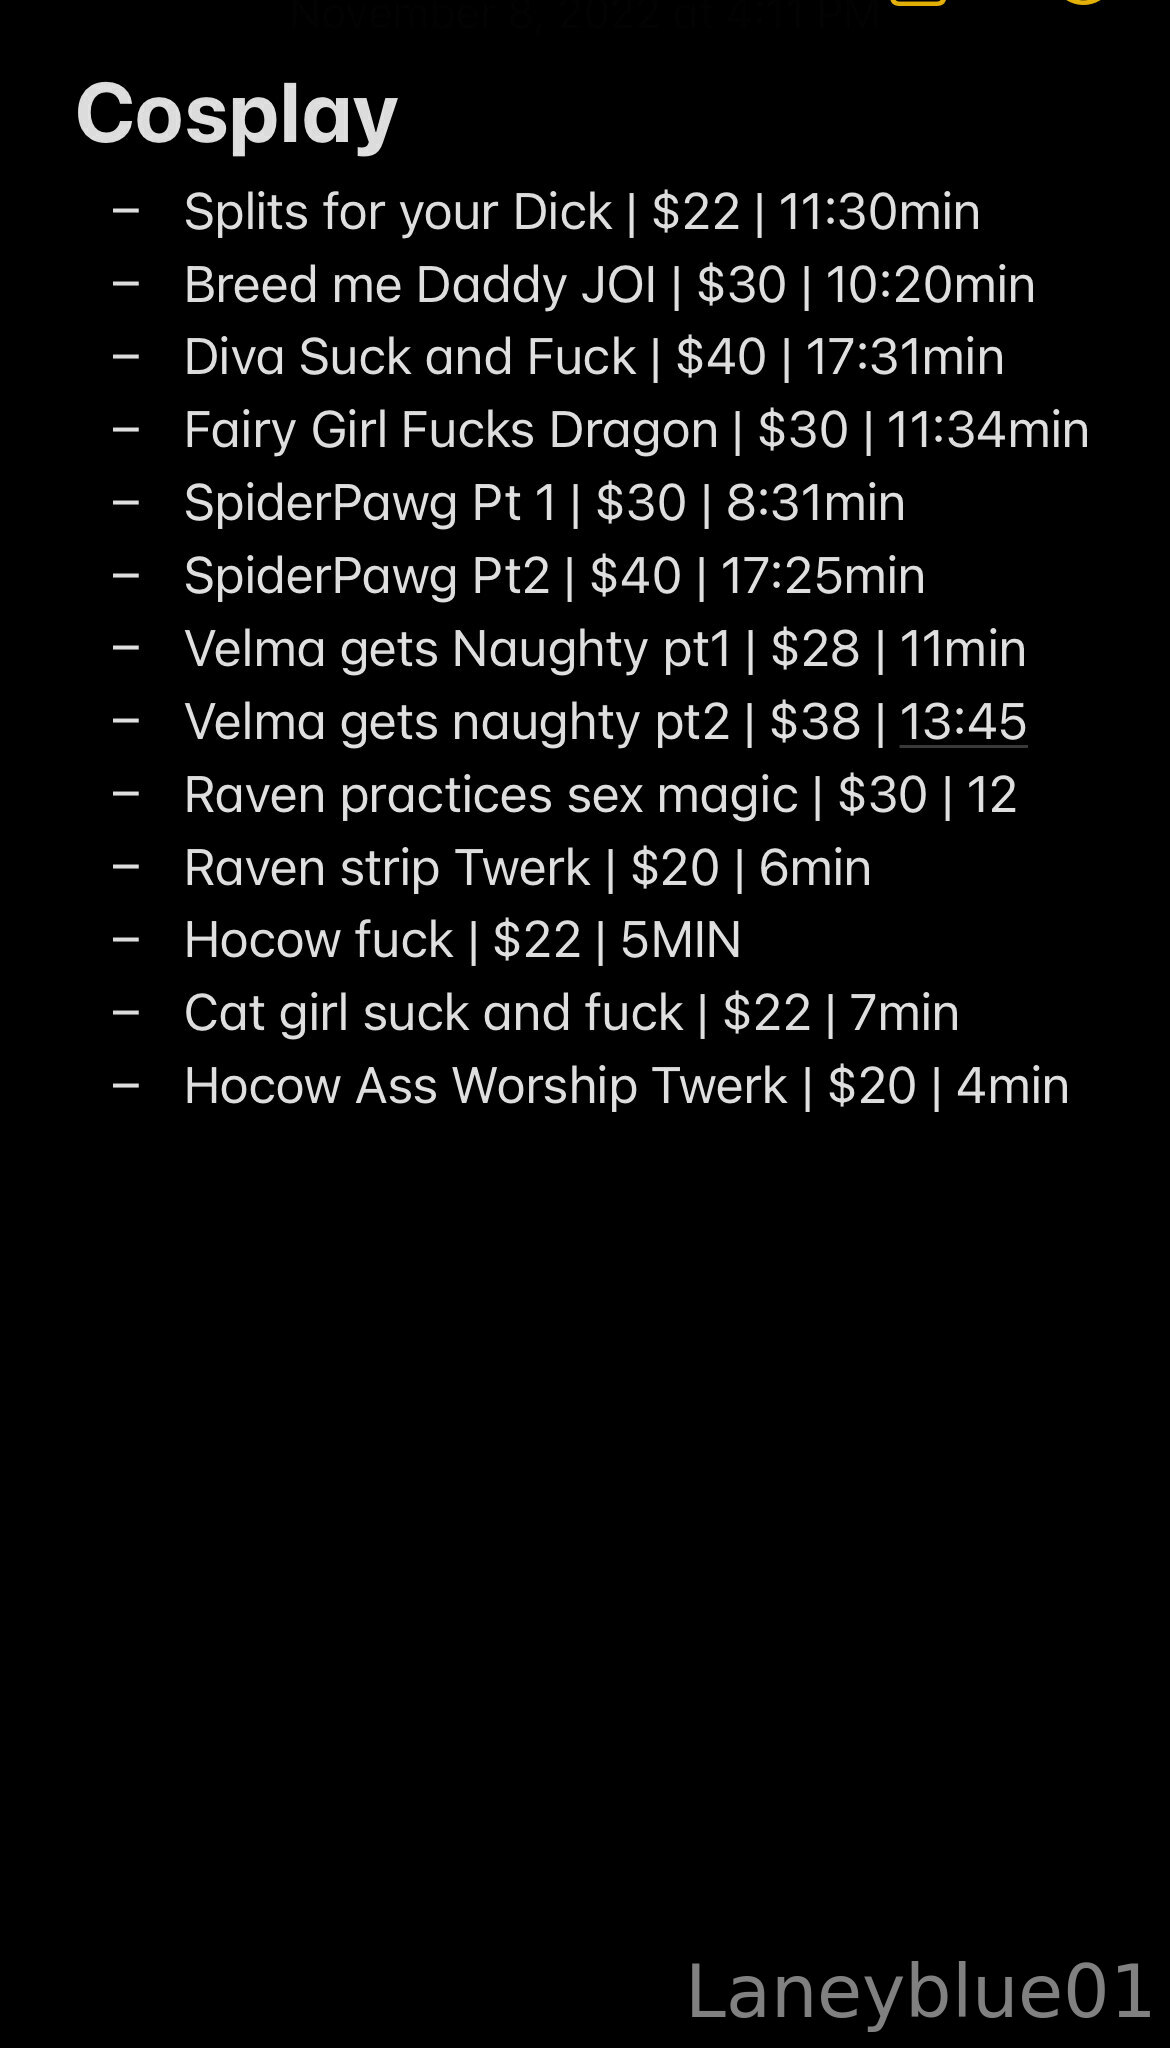 November 8, 2022 at 4:11 PM
Cosplay
– Splits for your Dick | $22 | 11:30min
– Breed me Daddy JOI | $30 | 10:20min
– Diva Suck and Fuck | $40 | 17:31min
– Fairy Girl Fucks Dragon | $30 | 11:34min
– SpiderPawg Pt 1 | $30 | 8:31min
– SpiderPawg Pt2 | $40 | 17:25min
– Velma gets Naughty pt1 | $28 | 11min
– Velma gets naughty pt2 | $38 | 13:45
– Raven practices sex magic | $30 | 12
– Raven strip Twerk | $20 | 6min
– Hocow fuck | $22 | 5MIN
– Cat girl suck and fuck | $22 | 7min
– Hocow Ass Worship Twerk | $20 | 4min
Laneyblue01